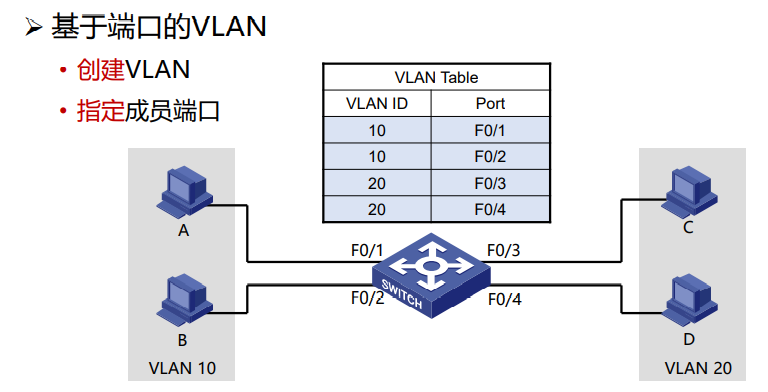 ➢ 基于端口的VLAN
• 创建VLAN
• 指定成员端口
VLAN Table
VLAN ID Port
10 F0/1
10 F0/2
20 F0/3
20 F0/4
A
C
F0/1 F0/3
SWITCH
F0/2 F0/4
B
D
VLAN 10
VLAN 20